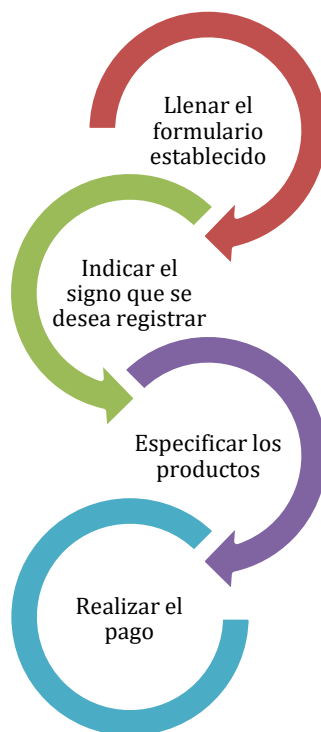 Llenar el
formulario
establecido
Indicar el
signo que se
desea registrar
Especificar los
productos
Realizar el
pago